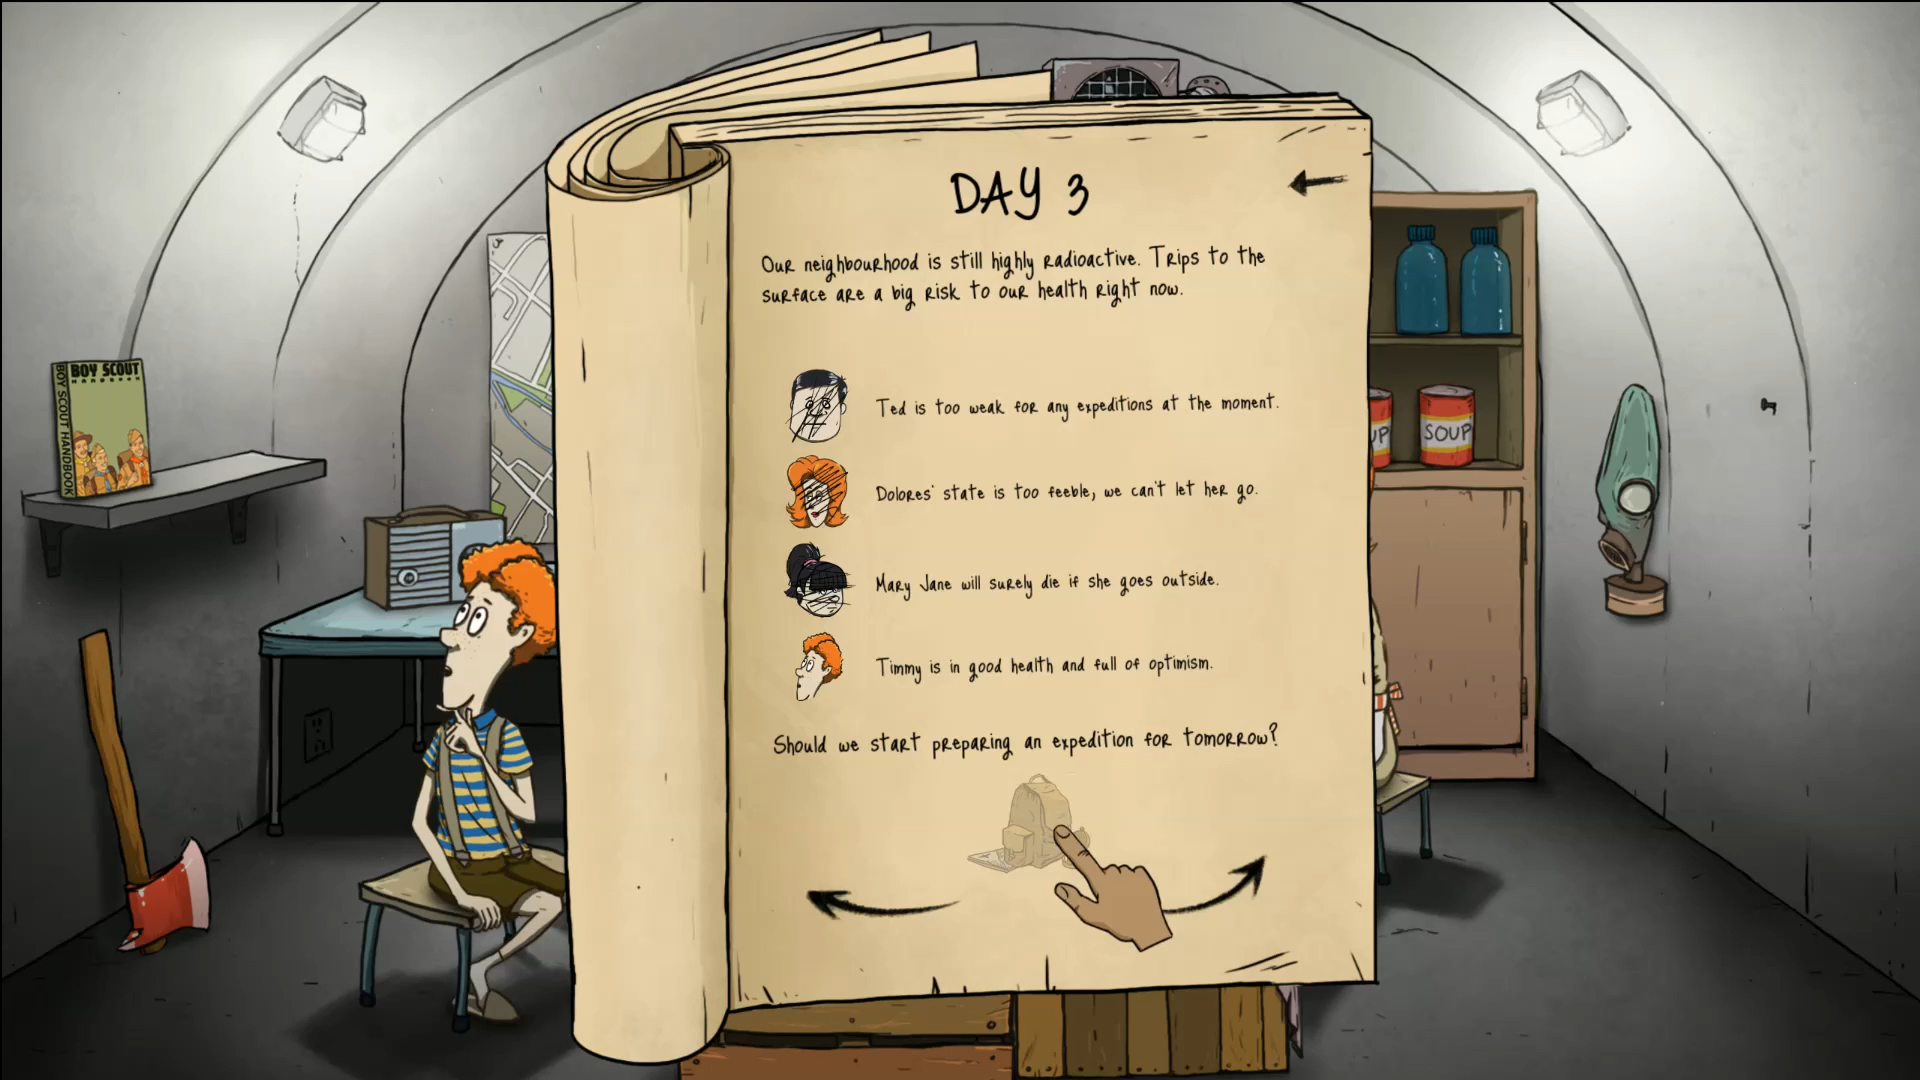 DAY 3
Our neighbourhood is still highly radioactive. Trips to the
surface are a big risk to our health right now.
Ted is too weak for any expeditions at the moment.
Dolores' state is too feeble, we can't let her go.
Mary Jane will surely die if she goes outside.
Timmy is in good health and full of optimism.
Should we start preparing an expedition for tomorrow?
BOY SCOUT
HANDBOOK
BOY SCOUT HANDBOOK
UP
SOUP